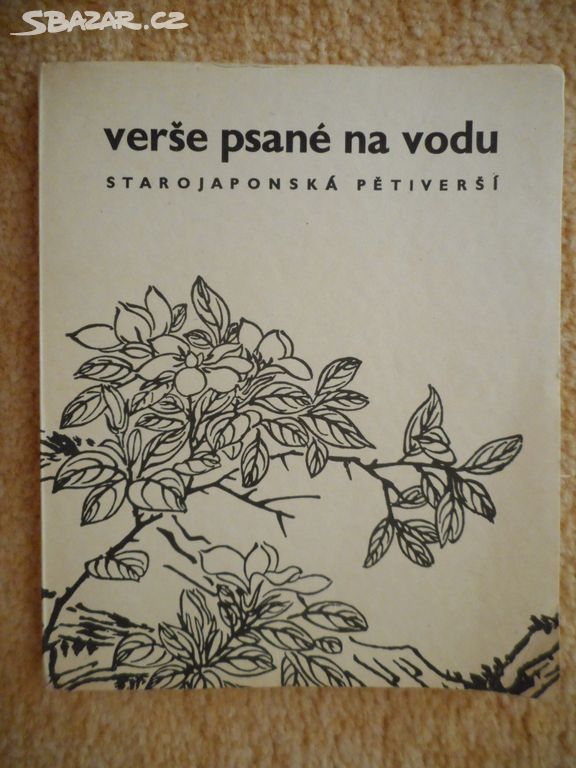 SBAZAR.CZ
verše psané na vodu
STAROJAPONSKÁ PĚTIVERŠÍ